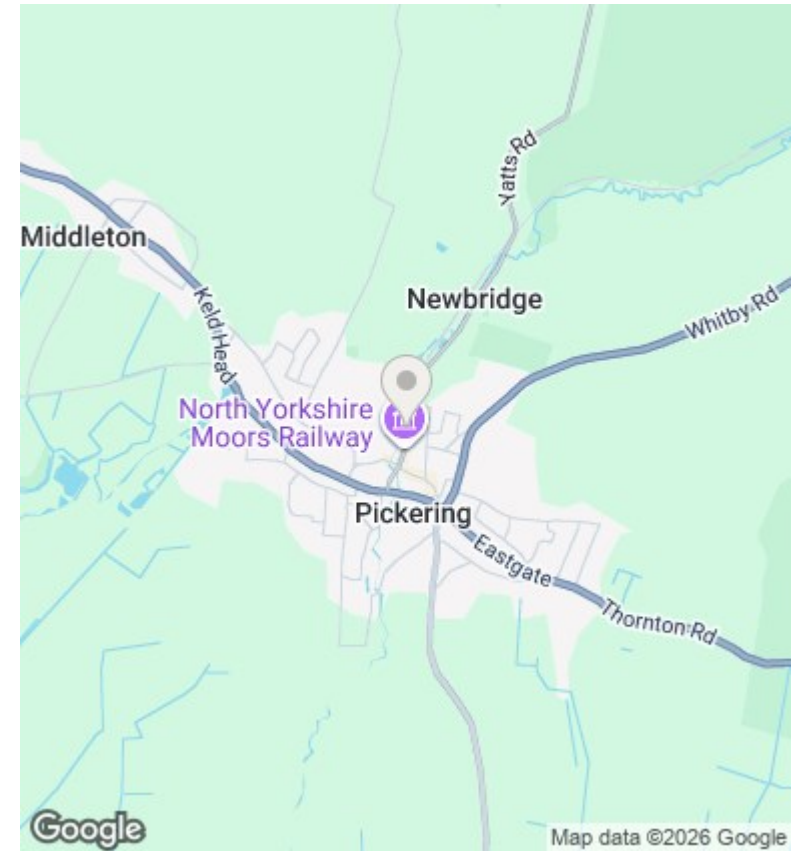 Yatts Rd
Middleton
Newbridge
Whitby Rd
Keld Head
North Yorkshire
Moors Railway
Pickering
Eastgate
Thornton Rd
Google
Map data ©2026 Google